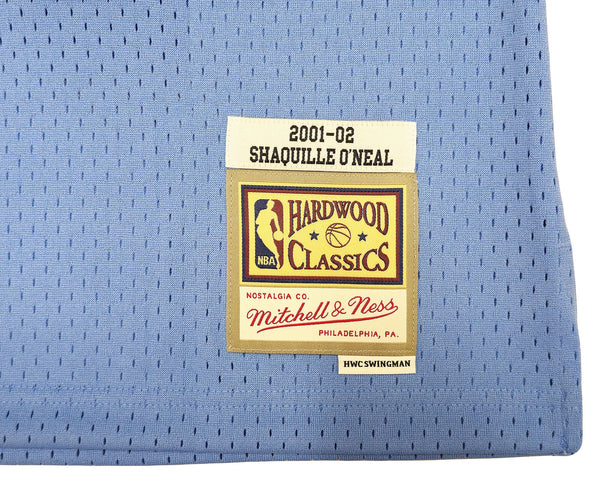 2001-02
SHAQUILLE O'NEAL
HARDWOOD
NBA
CLASSICS
NOSTALGIA CO.
Mitchell & Ness
PHILADELPHIA, PA.
HWC SWINGMAN